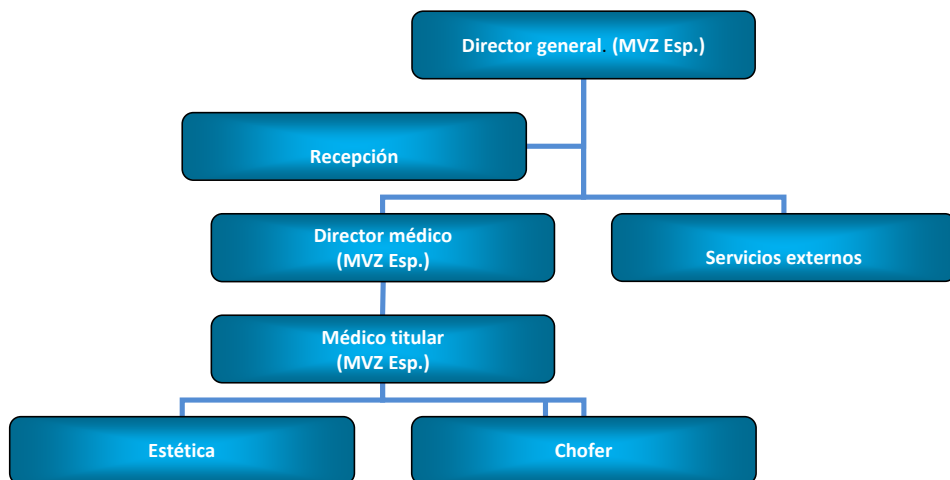 Director general. (MVZ Esp.)
Recepción
Director médico
(MVZ Esp.)
Servicios externos
Médico titular
(MVZ Esp.)
Estética
Chofer